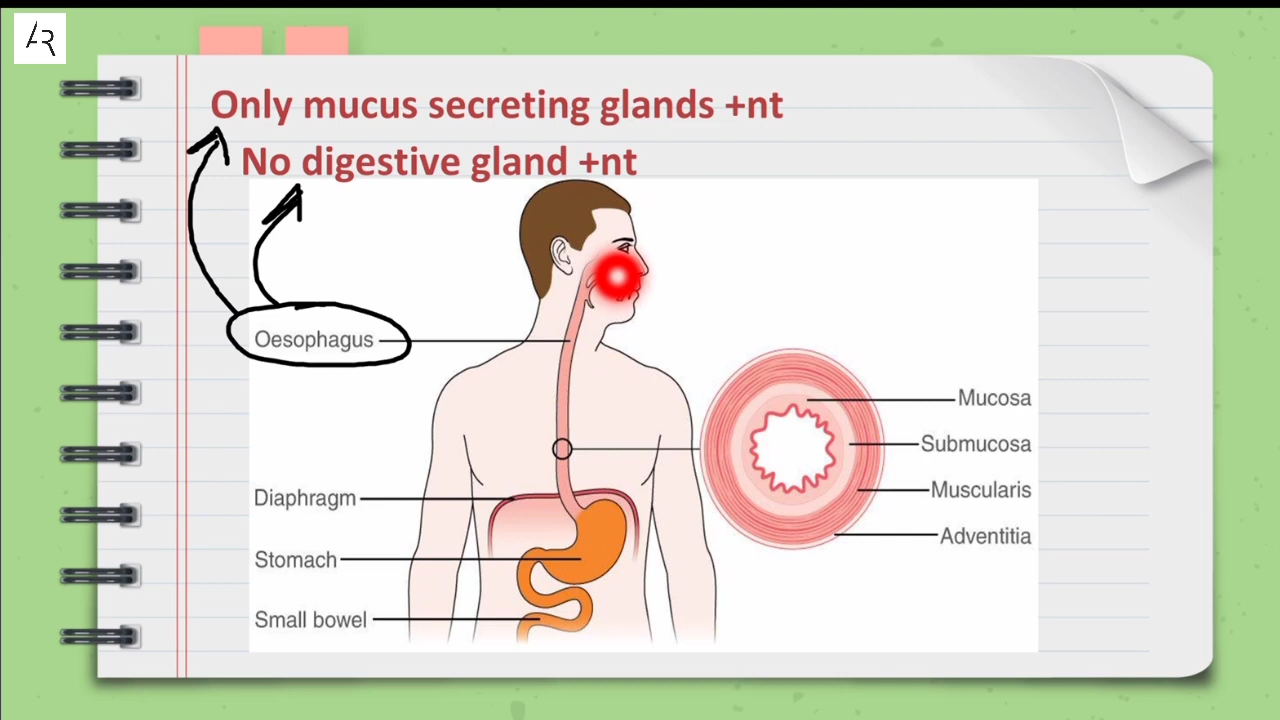 AR
Only mucus secreting glands +nt
No digestive gland +nt
Oesophagus
Diaphragm
Stomach
Small bowel
Mucosa
Submucosa
Muscularis
Adventitia